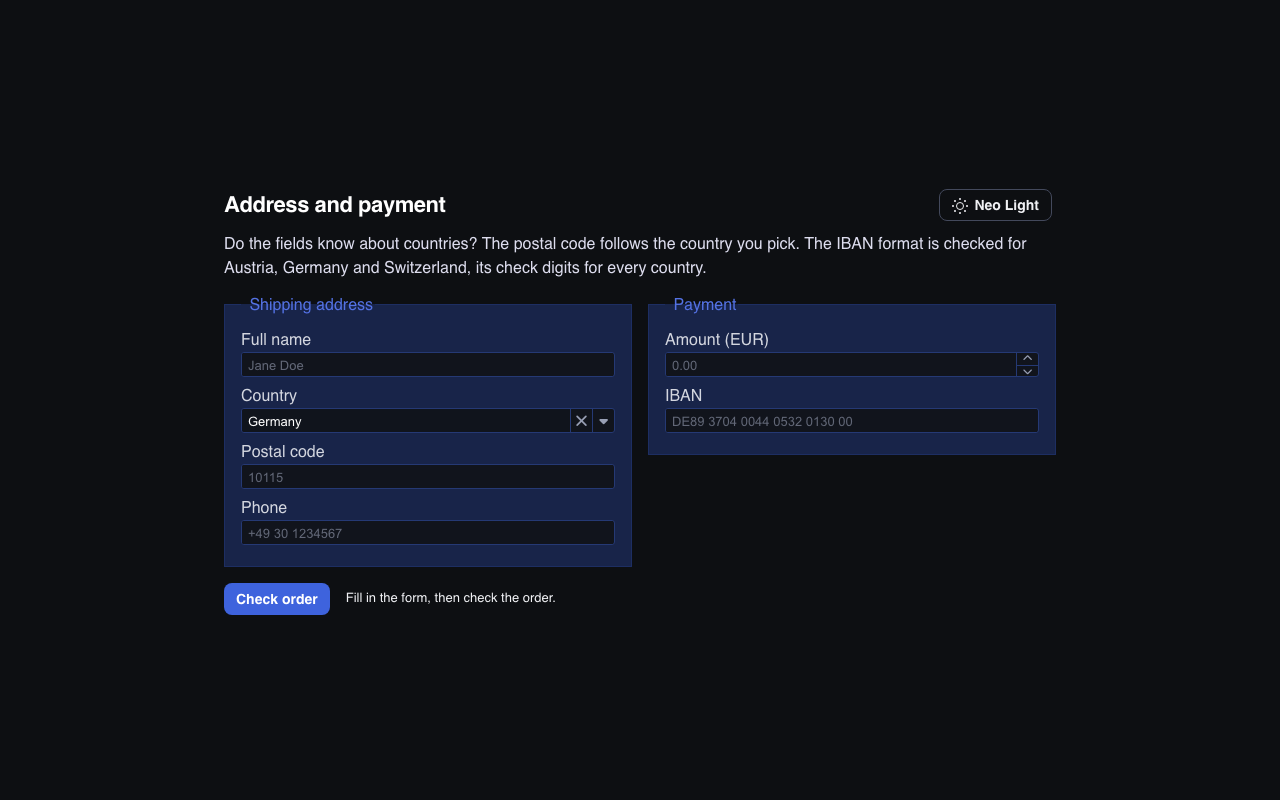 Address and payment
Neo Light
Do the fields know about countries? The postal code follows the country you pick. The IBAN format is checked for
Austria, Germany and Switzerland, its check digits for every country.
Shipping address
Full name
Jane Doe
Country
Germany
Postal code
10115
Phone
+49 30 1234567
Payment
Amount (EUR)
0.00
IBAN
DE89 3704 0044 0532 0130 00
Check order
Fill in the form, then check the order.